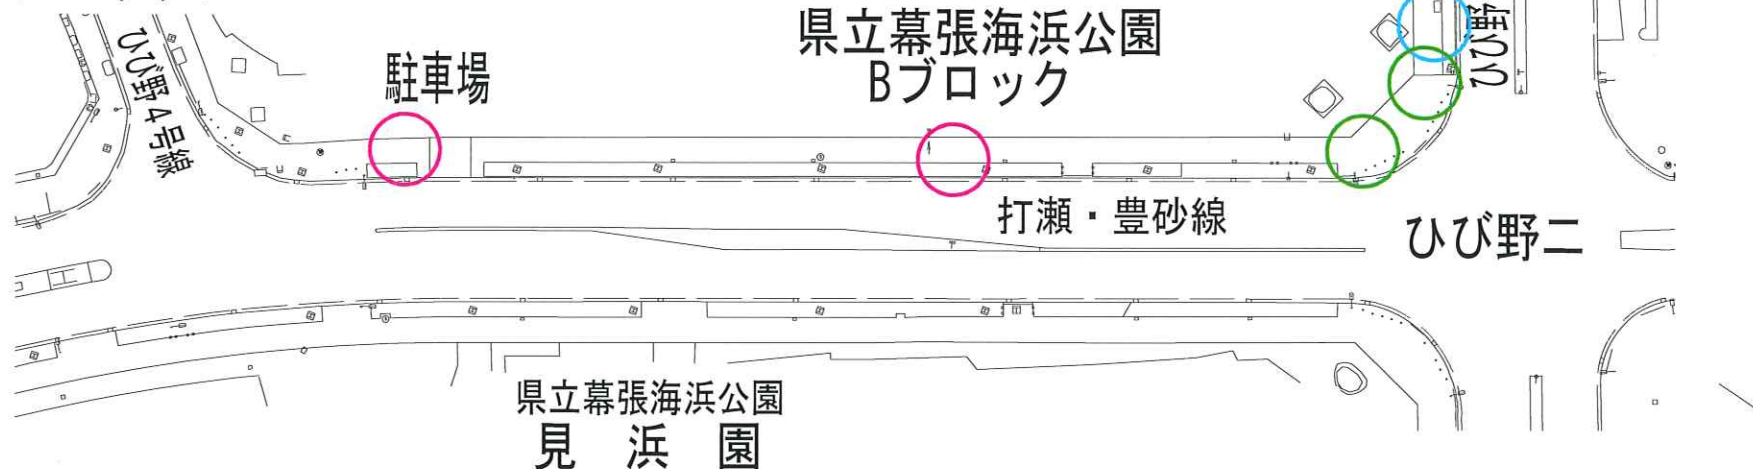 県立幕張海浜公園
Bブロック
駐車場
ひび野4号線
打瀬・豊砂線
ひび野二
県立幕張海浜公園
見浜園